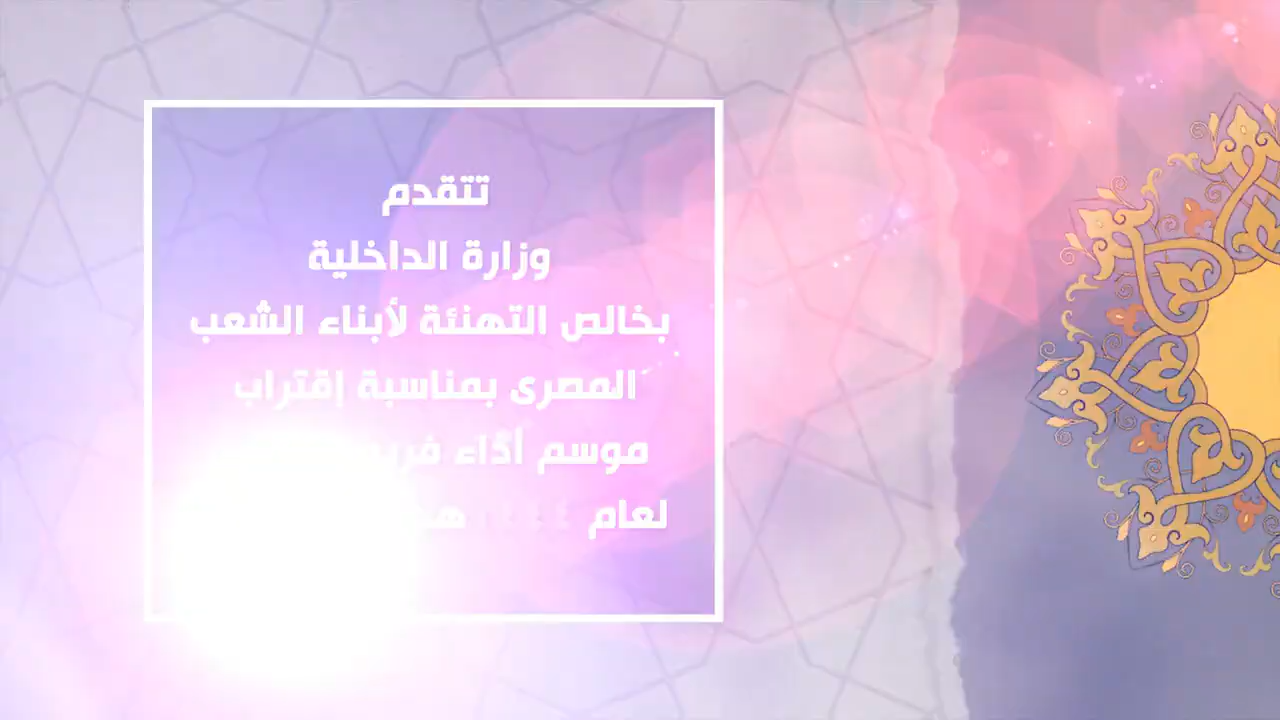 تتقدم
وزارة الداخلية
بخالص التهنئة لأبناء الشعب
المصرى بمناسبة إقتراب
موسم أداء
لعام